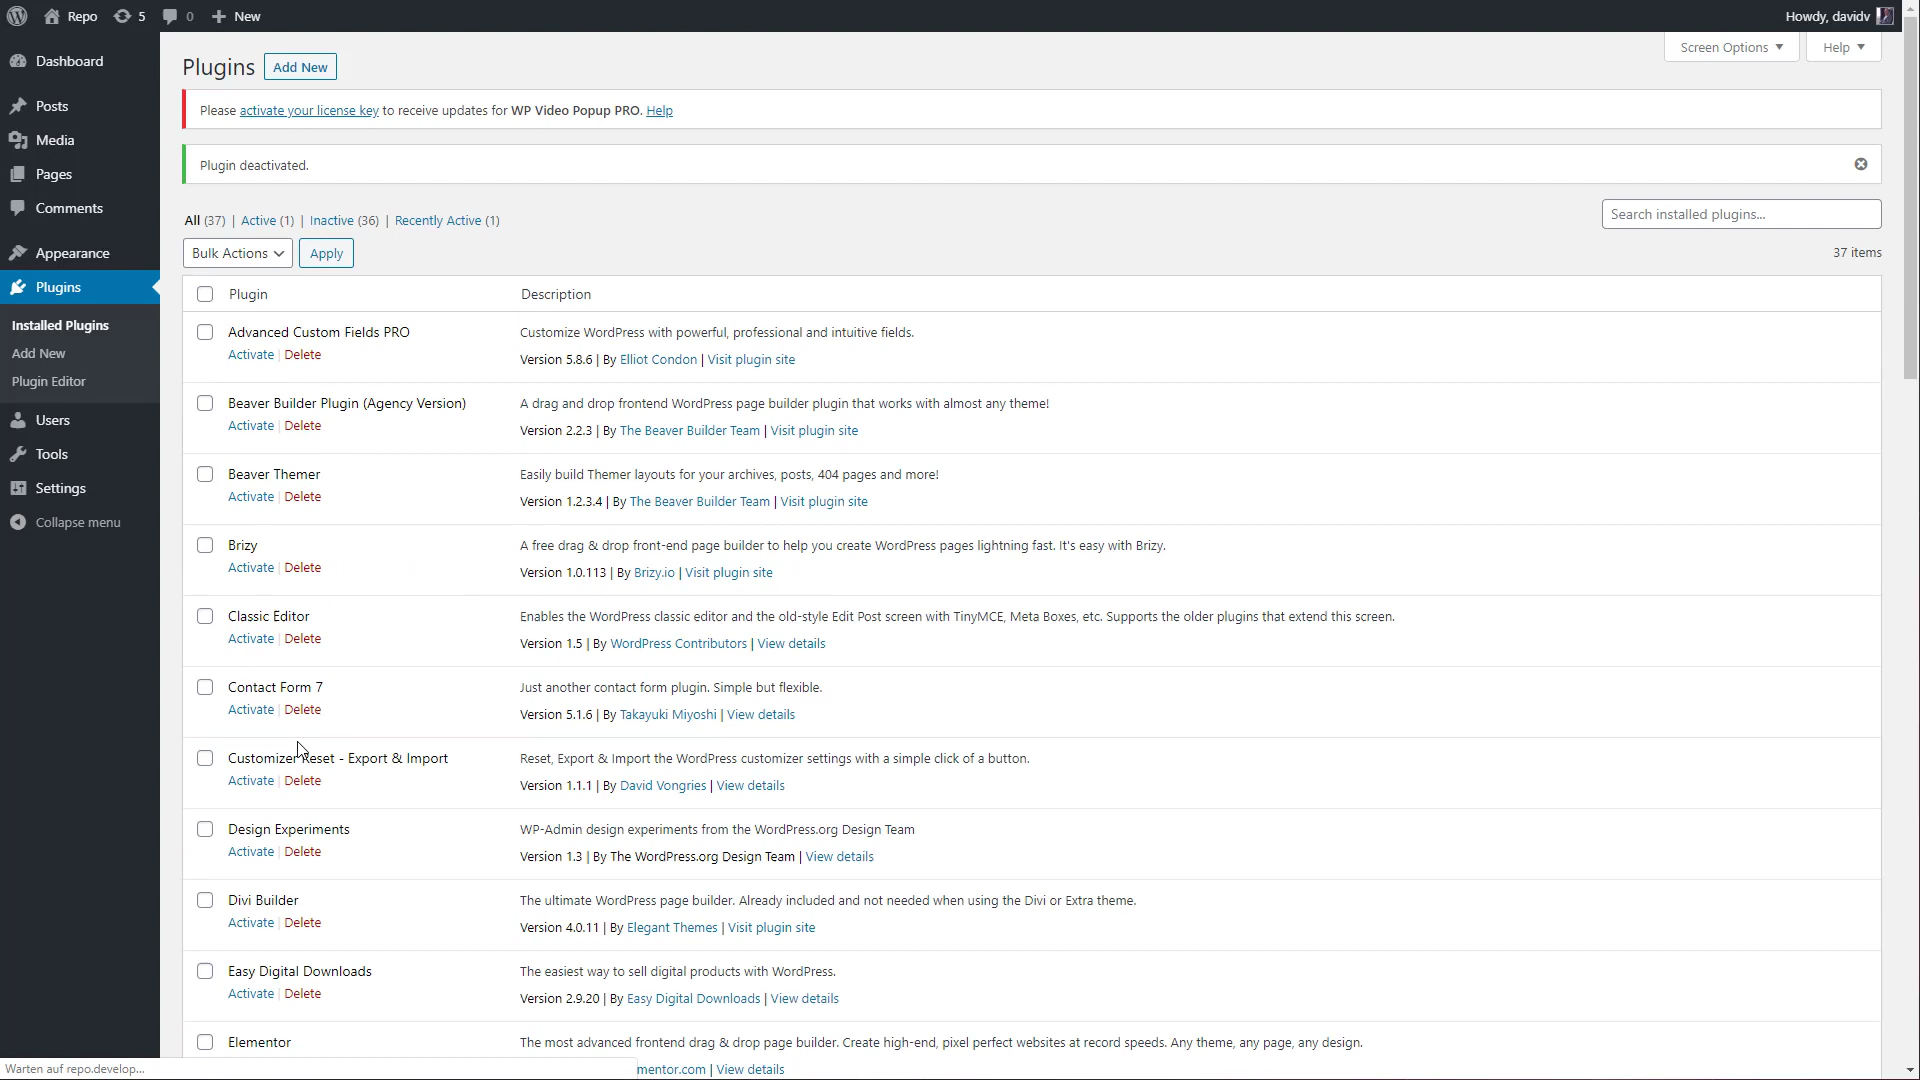 Repo 5 0 New Howdy, davidv
Dashboard
Posts
Media
Pages
Comments
Appearance
Plugins
Installed Plugins
Add New
Plugin Editor
Users
Tools
Settings
Collapse menu
Screen Options Help
Plugins Add New
Please activate your license key to receive updates for WP Video Popup PRO. Help
Plugin deactivated.
All (37) | Active (1) | Inactive (36) | Recently Active (1)
Search installed plugins...
Bulk Actions Apply
37 items
Plugin Description
Advanced Custom Fields PRO
Activate | Delete
Customize WordPress with powerful, professional and intuitive fields.
Version 5.8.6 | By Elliot Condon | Visit plugin site
Beaver Builder Plugin (Agency Version)
Activate | Delete
A drag and drop frontend WordPress page builder plugin that works with almost any theme!
Version 2.2.3 | By The Beaver Builder Team | Visit plugin site
Beaver Themer
Activate | Delete
Easily build Themer layouts for your archives, posts, 404 pages and more!
Version 1.2.3.4 | By The Beaver Builder Team | Visit plugin site
Brizy
Activate | Delete
A free drag & drop front-end page builder to help you create WordPress pages lightning fast. It's easy with Brizy.
Version 1.0.113 | By Brizy.io | Visit plugin site
Classic Editor
Activate | Delete
Enables the WordPress classic editor and the old-style Edit Post screen with TinyMCE, Meta Boxes, etc. Supports the older plugins that extend this screen.
Version 1.5 | By WordPress Contributors | View details
Contact Form 7
Activate | Delete
Just another contact form plugin. Simple but flexible.
Version 5.1.6 | By Takayuki Miyoshi | View details
Customizer Reset - Export & Import
Activate | Delete
Reset, Export & Import the WordPress customizer settings with a simple click of a button.
Version 1.1.1 | By David Vongries | View details
Design Experiments
Activate | Delete
WP-Admin design experiments from the WordPress.org Design Team
Version 1.3 | By The WordPress.org Design Team | View details
Divi Builder
Activate | Delete
The ultimate WordPress page builder. Already included and not needed when using the Divi or Extra theme.
Version 4.0.11 | By Elegant Themes | Visit plugin site
Easy Digital Downloads
Activate | Delete
The easiest way to sell digital products with WordPress.
Version 2.9.20 | By Easy Digital Downloads | View details
Elementor
The most advanced frontend drag & drop page builder. Create high-end, pixel perfect websites at record speeds. Any theme, any page, any design.
mentor.com | View details
Warten auf repo.develop...